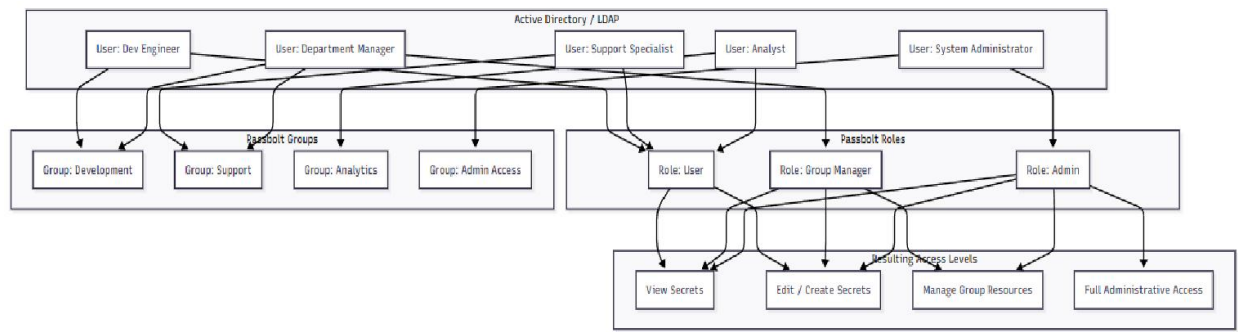 Active Directory / LDAP
User: Dev Engineer
User: Department Manager
User: Support Specialist
User: Analyst
User: System Administrator
Passbolt Groups
Passbolt Roles
Group: Development
Group: Support
Group: Analytics
Group: Admin Access
Role: User
Role: Group Manager
Role: Admin
Resulting Access Levels
View Secrets
Edit / Create Secrets
Manage Group Resources
Full Administrative Access